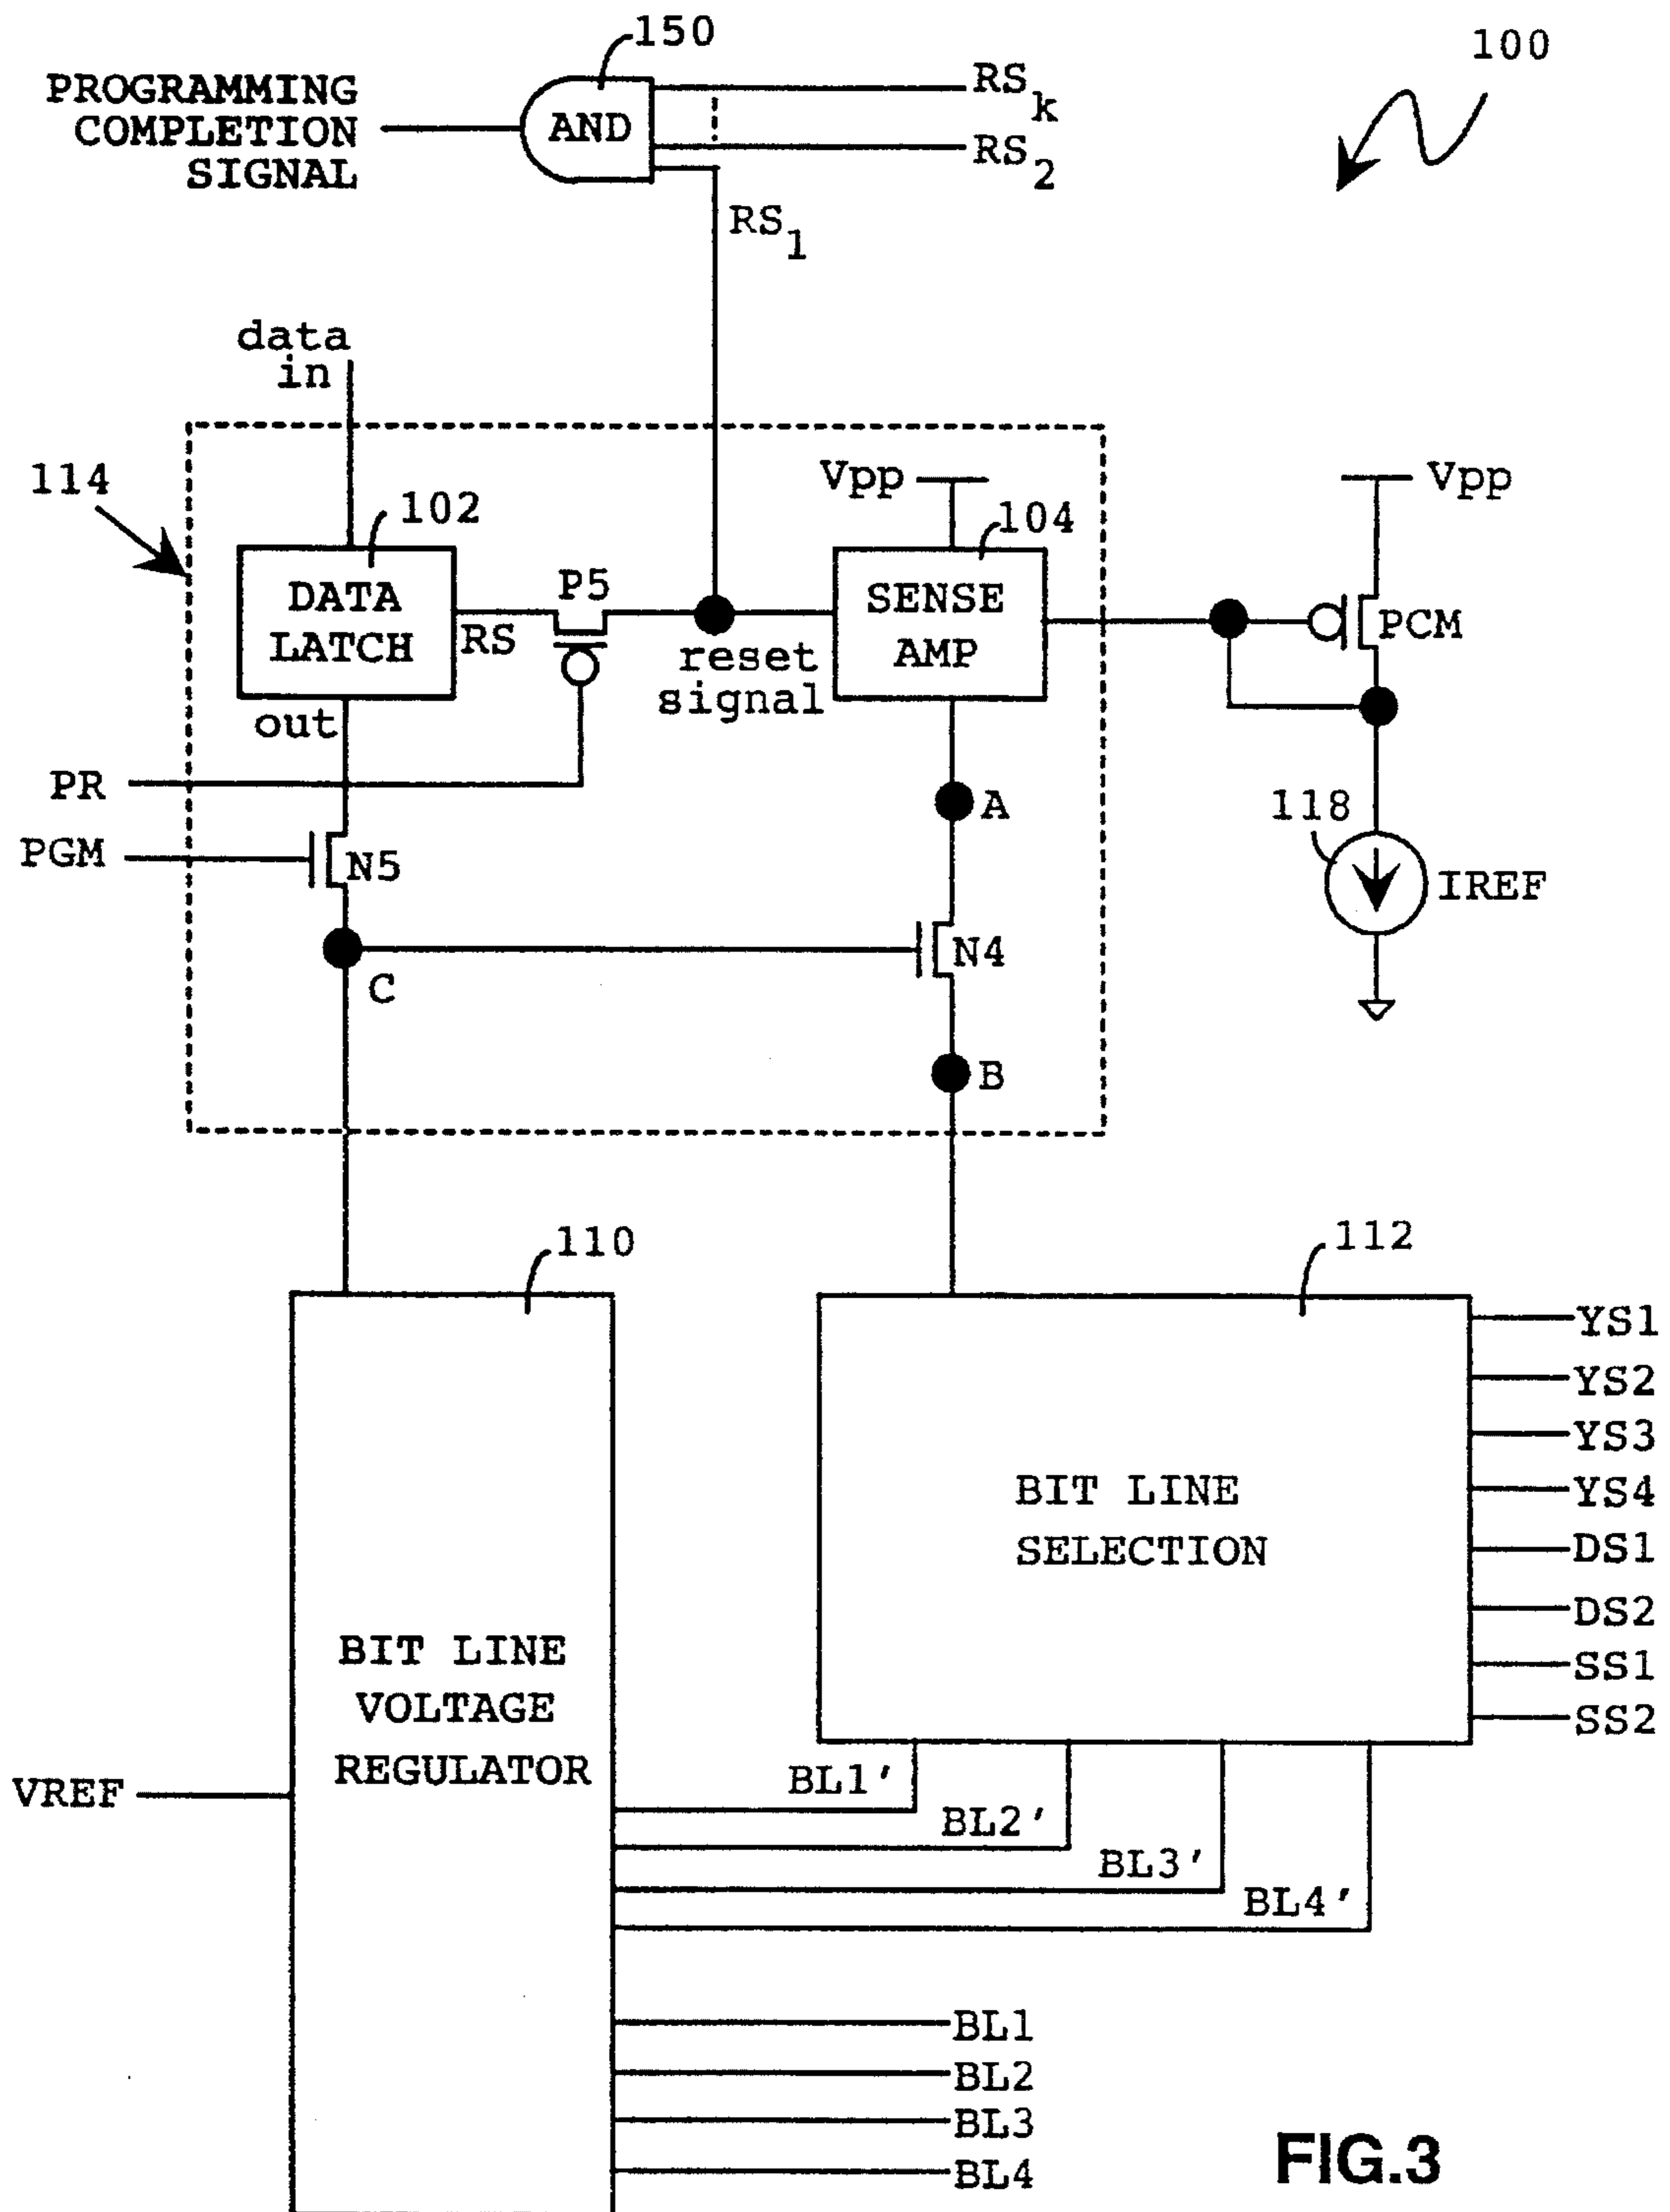 150
100
PROGRAMMING
COMPLETION
SIGNAL
AND
RSk
RS2
RS1
data
in
114
102
DATA
LATCH
RS
out
P5
reset
signal
Vpp
104
SENSE
AMP
Vpp
PCM
PR
PGM
N5
A
118
IREF
C
N4
B
110
112
BIT LINE
VOLTAGE
REGULATOR
VREF
BIT LINE
SELECTION
YS1
YS2
YS3
YS4
DS1
DS2
SS1
SS2
BL1'
BL2'
BL3'
BL4'
BL1
BL2
BL3
BL4
FIG.3